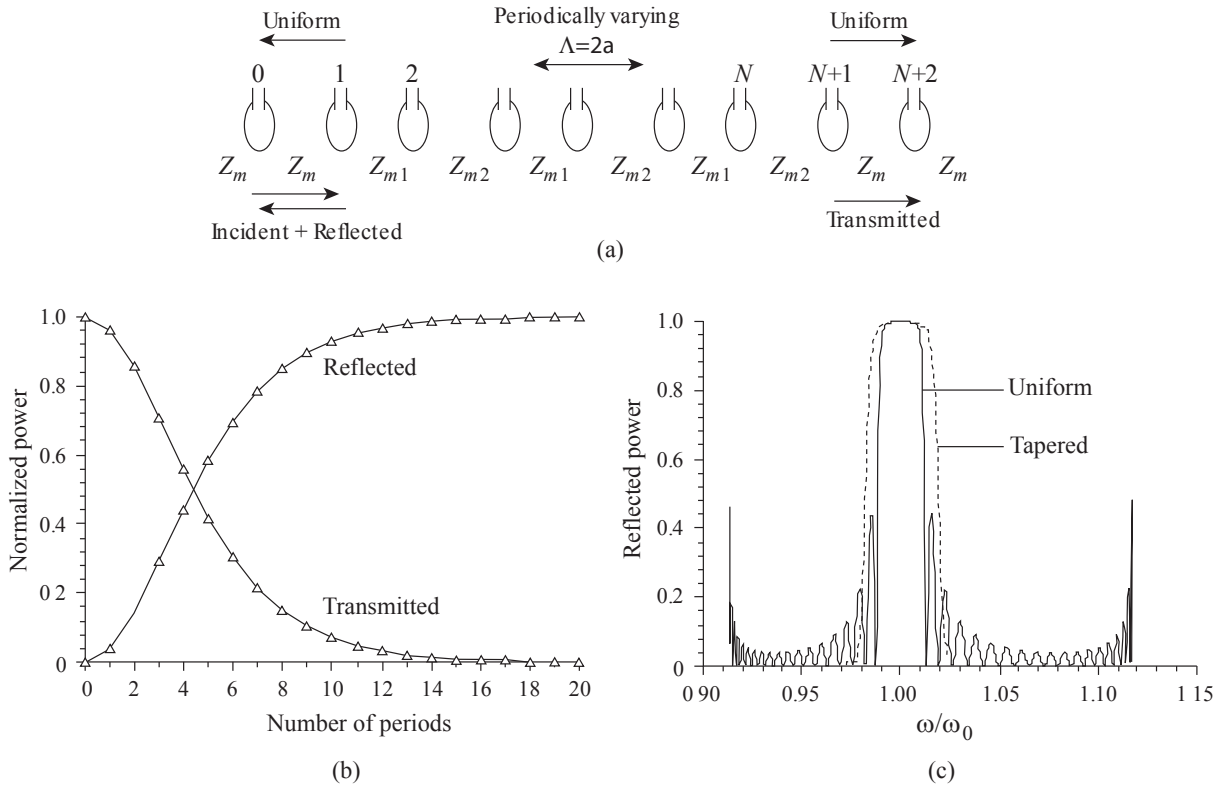 Uniform
Periodically varying
Uniform
Λ=2a
0 1 2 N N+1 N+2
Z_m Z_m Z_m1 Z_m2 Z_m1 Z_m2 Z_m1 Z_m2 Z_m Z_m
Incident + Reflected
Transmitted
(a)
Normalized power
1.0
0.8
0.6
0.4
0.2
0
Reflected
Transmitted
0 2 4 6 8 10 12 14 16 18 20
Number of periods
(b)
Reflected power
1.0
0.8
0.6
0.4
0.2
0
Uniform
Tapered
0 90 0.95 1.00 1.05 1.10 1 15
ω/ω_0
(c)